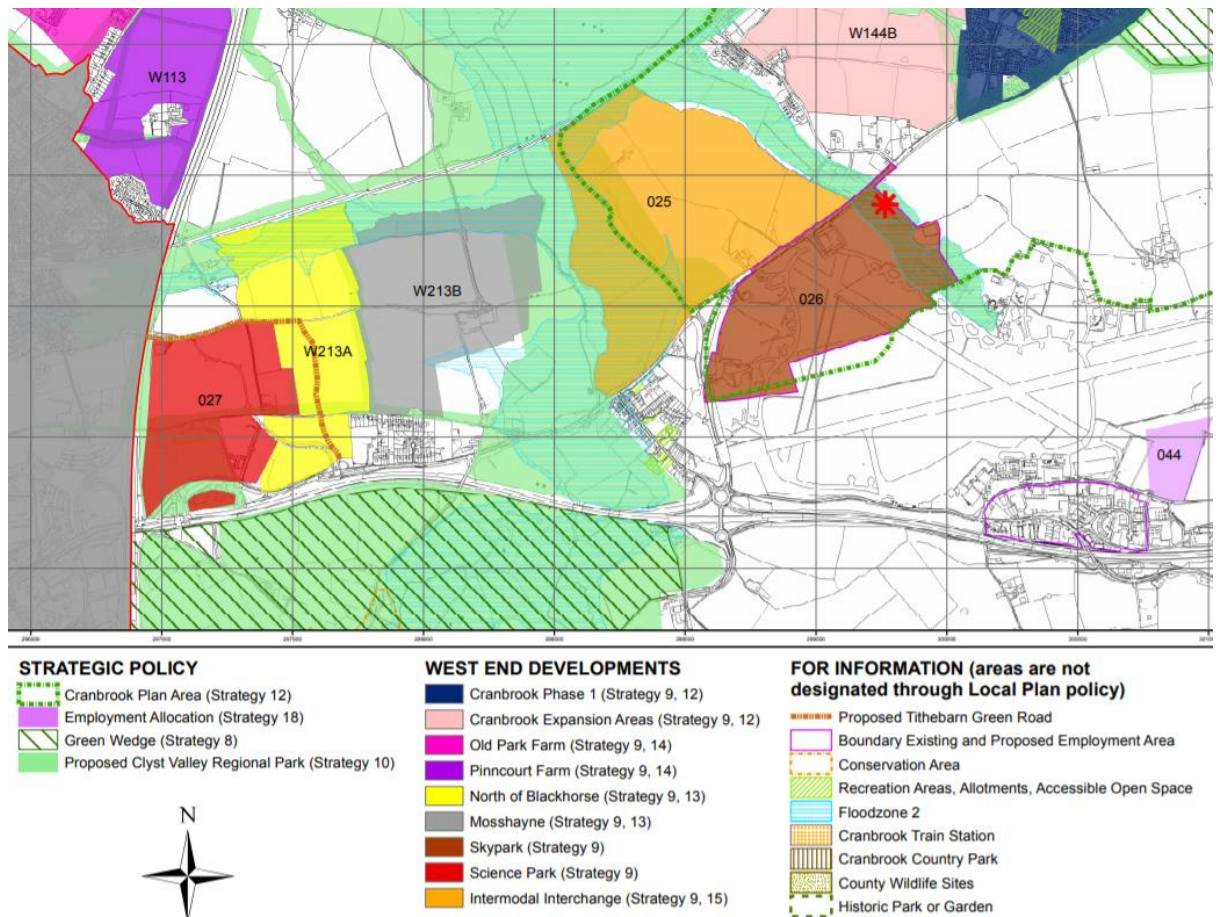 W144B
W113
025
W213B
026
W213A
027
044
STRATEGIC POLICY
Cranbrook Plan Area (Strategy 12)
Employment Allocation (Strategy 18)
Green Wedge (Strategy 8)
Proposed Clyst Valley Regional Park (Strategy 10)
N
WEST END DEVELOPMENTS
Cranbrook Phase 1 (Strategy 9, 12)
Cranbrook Expansion Areas (Strategy 9, 12)
Old Park Farm (Strategy 9, 14)
Pinncourt Farm (Strategy 9, 14)
North of Blackhorse (Strategy 9, 13)
Mosshayne (Strategy 9, 13)
Skypark (Strategy 9)
Science Park (Strategy 9)
Intermodal Interchange (Strategy 9, 15)
FOR INFORMATION (areas are not
designated through Local Plan policy)
Proposed Tithebarn Green Road
Boundary Existing and Proposed Employment Area
Conservation Area
Recreation Areas, Allotments, Accessible Open Space
Floodzone 2
Cranbrook Train Station
Cranbrook Country Park
County Wildlife Sites
Historic Park or Garden